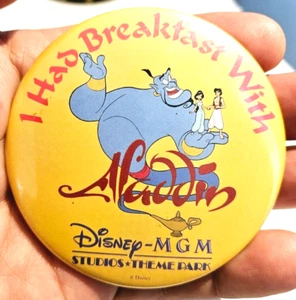 I Had Breakfast With
Aladdin
Disney-MGM
STUDIOS★THEME PARK
© Disney